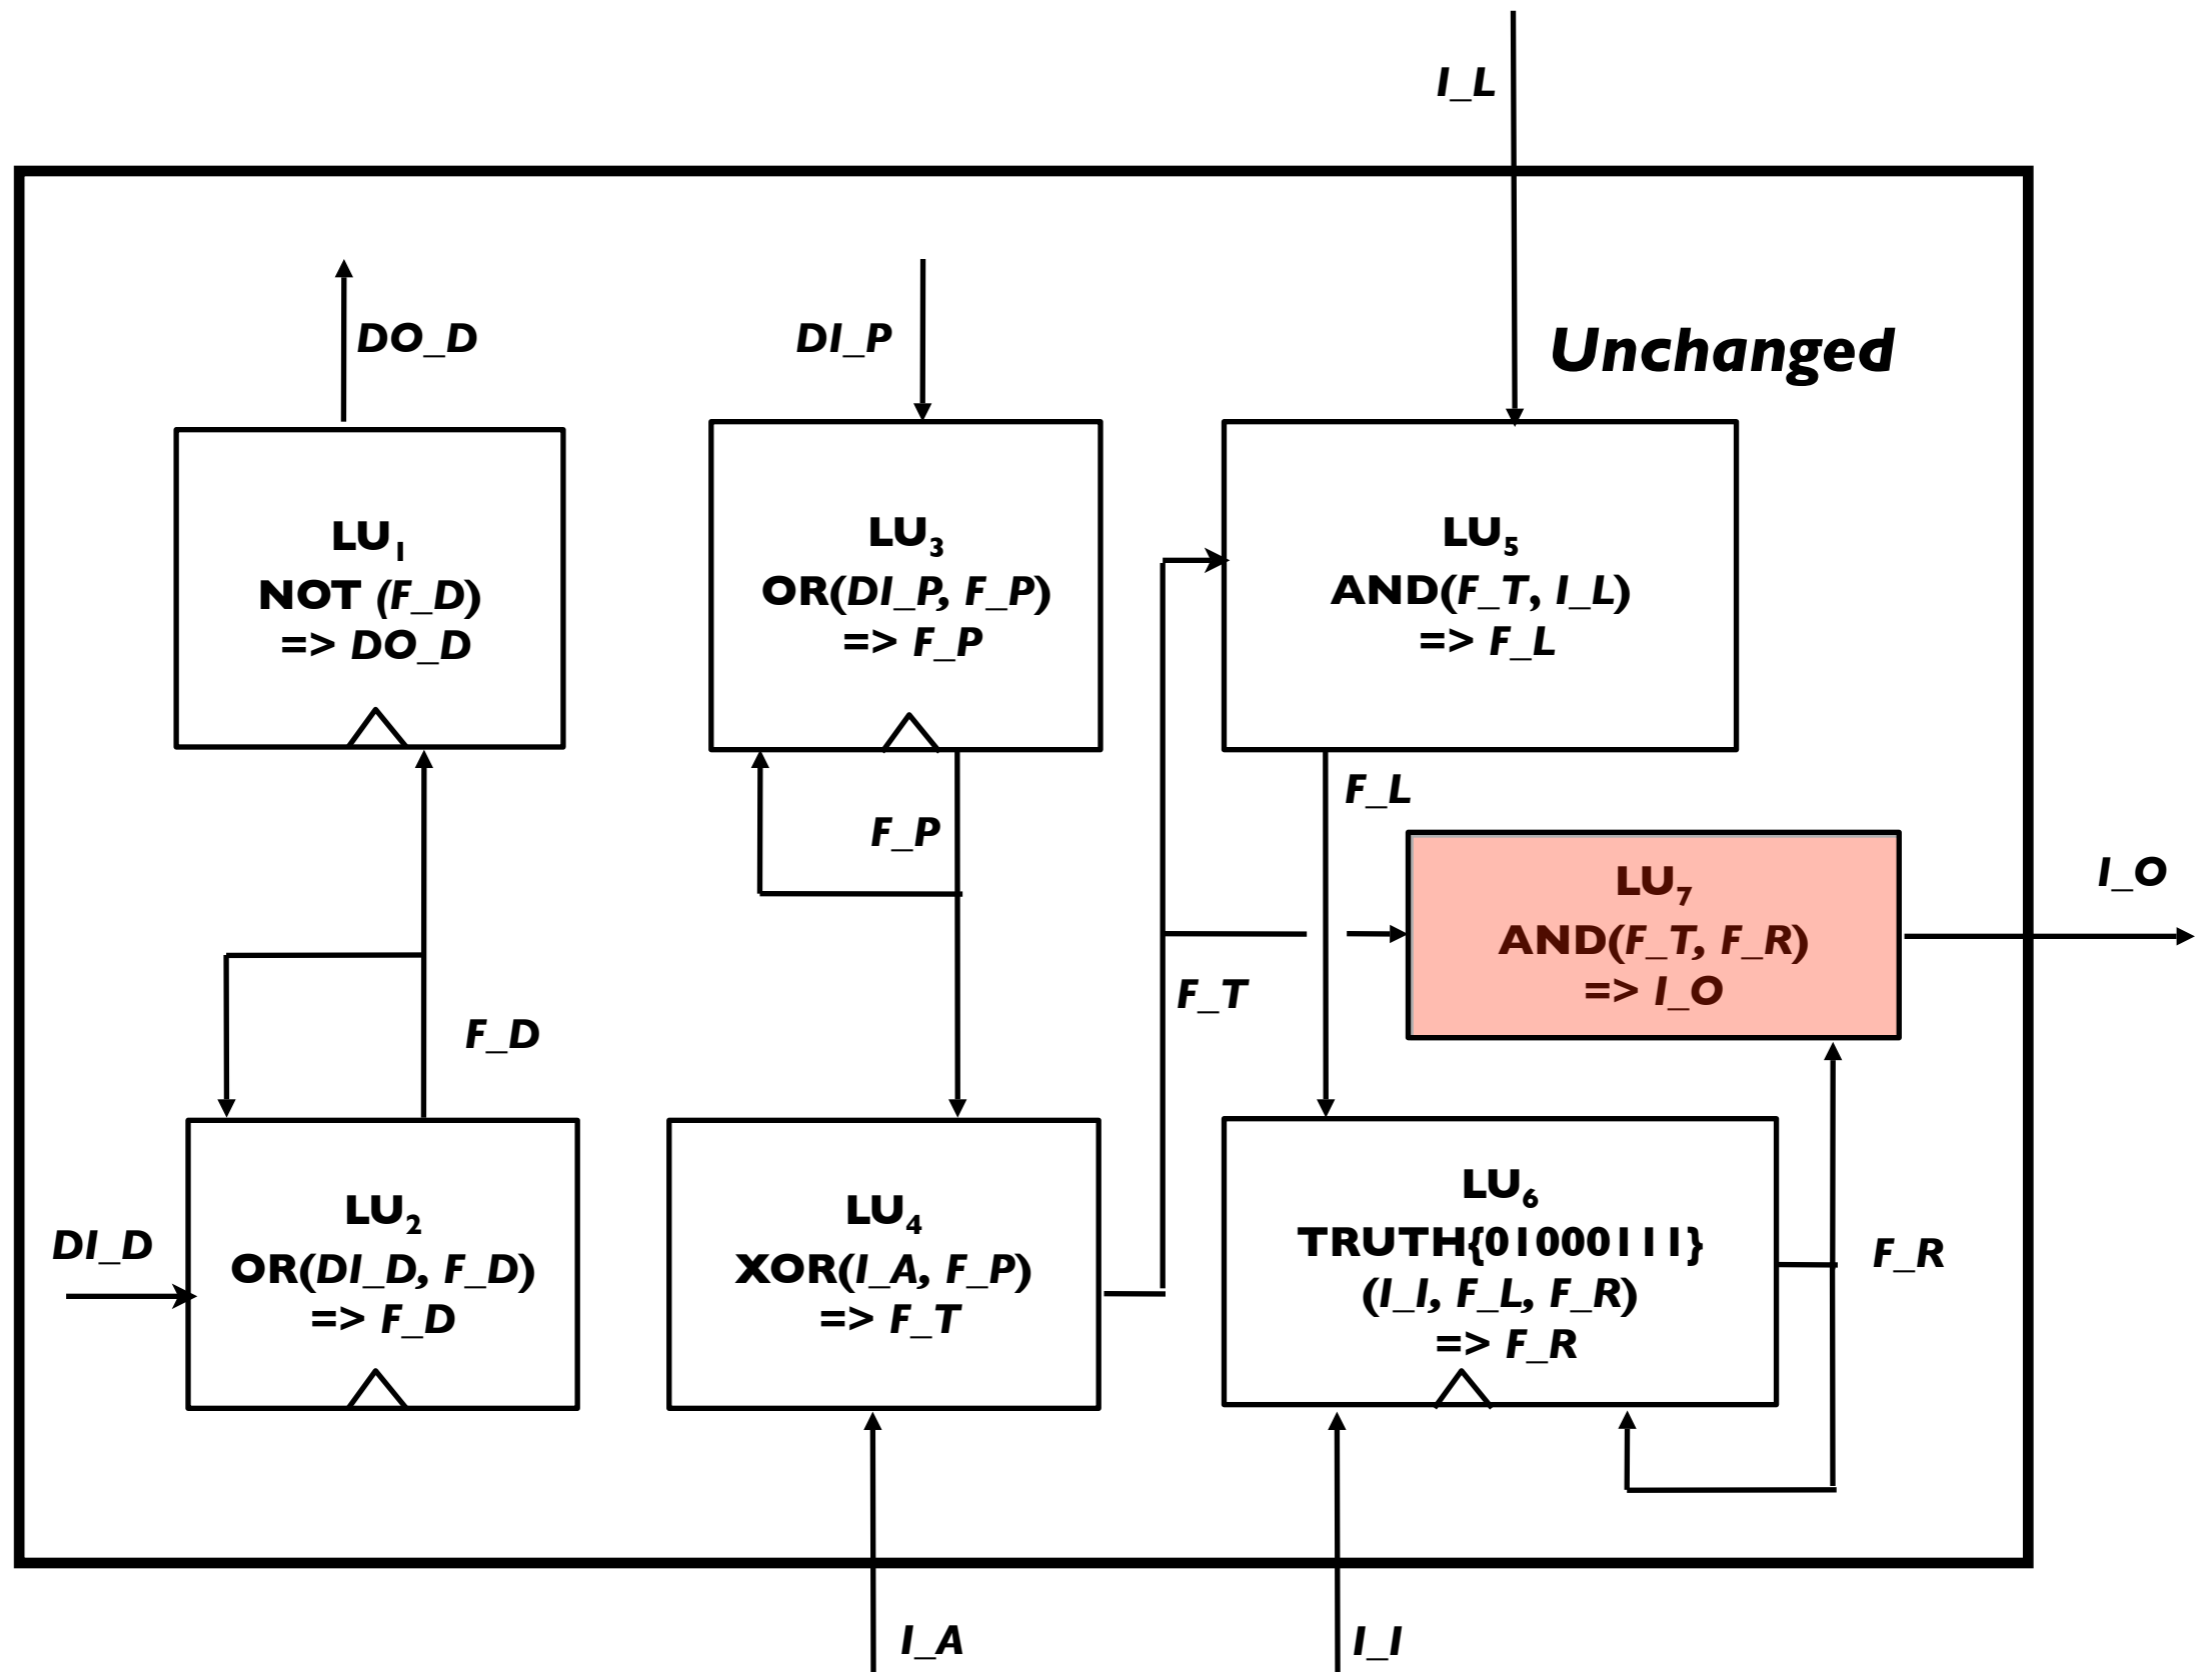 I_L
DO_D
DI_P
Unchanged
LU1
NOT (F_D)
=> DO_D
LU3
OR(DI_P, F_P)
=> F_P
LU5
AND(F_T, I_L)
=> F_L
F_L
F_P
LU7
AND(F_T, F_R)
=> I_O
I_O
F_T
F_D
LU2
OR(DI_D, F_D)
=> F_D
DI_D
LU4
XOR(I_A, F_P)
=> F_T
LU6
TRUTH{01000111}
(I_I, F_L, F_R)
=> F_R
F_R
I_A
I_I